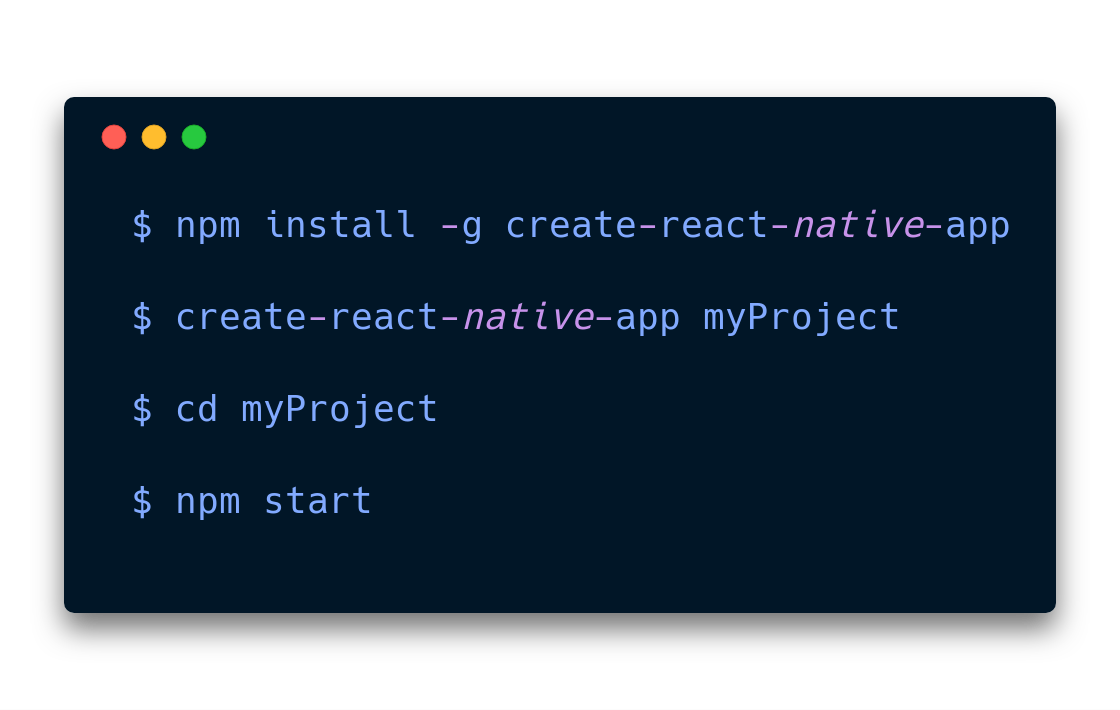 $ npm install -g create-react-native-app
$ create-react-native-app myProject
$ cd myProject
$ npm start